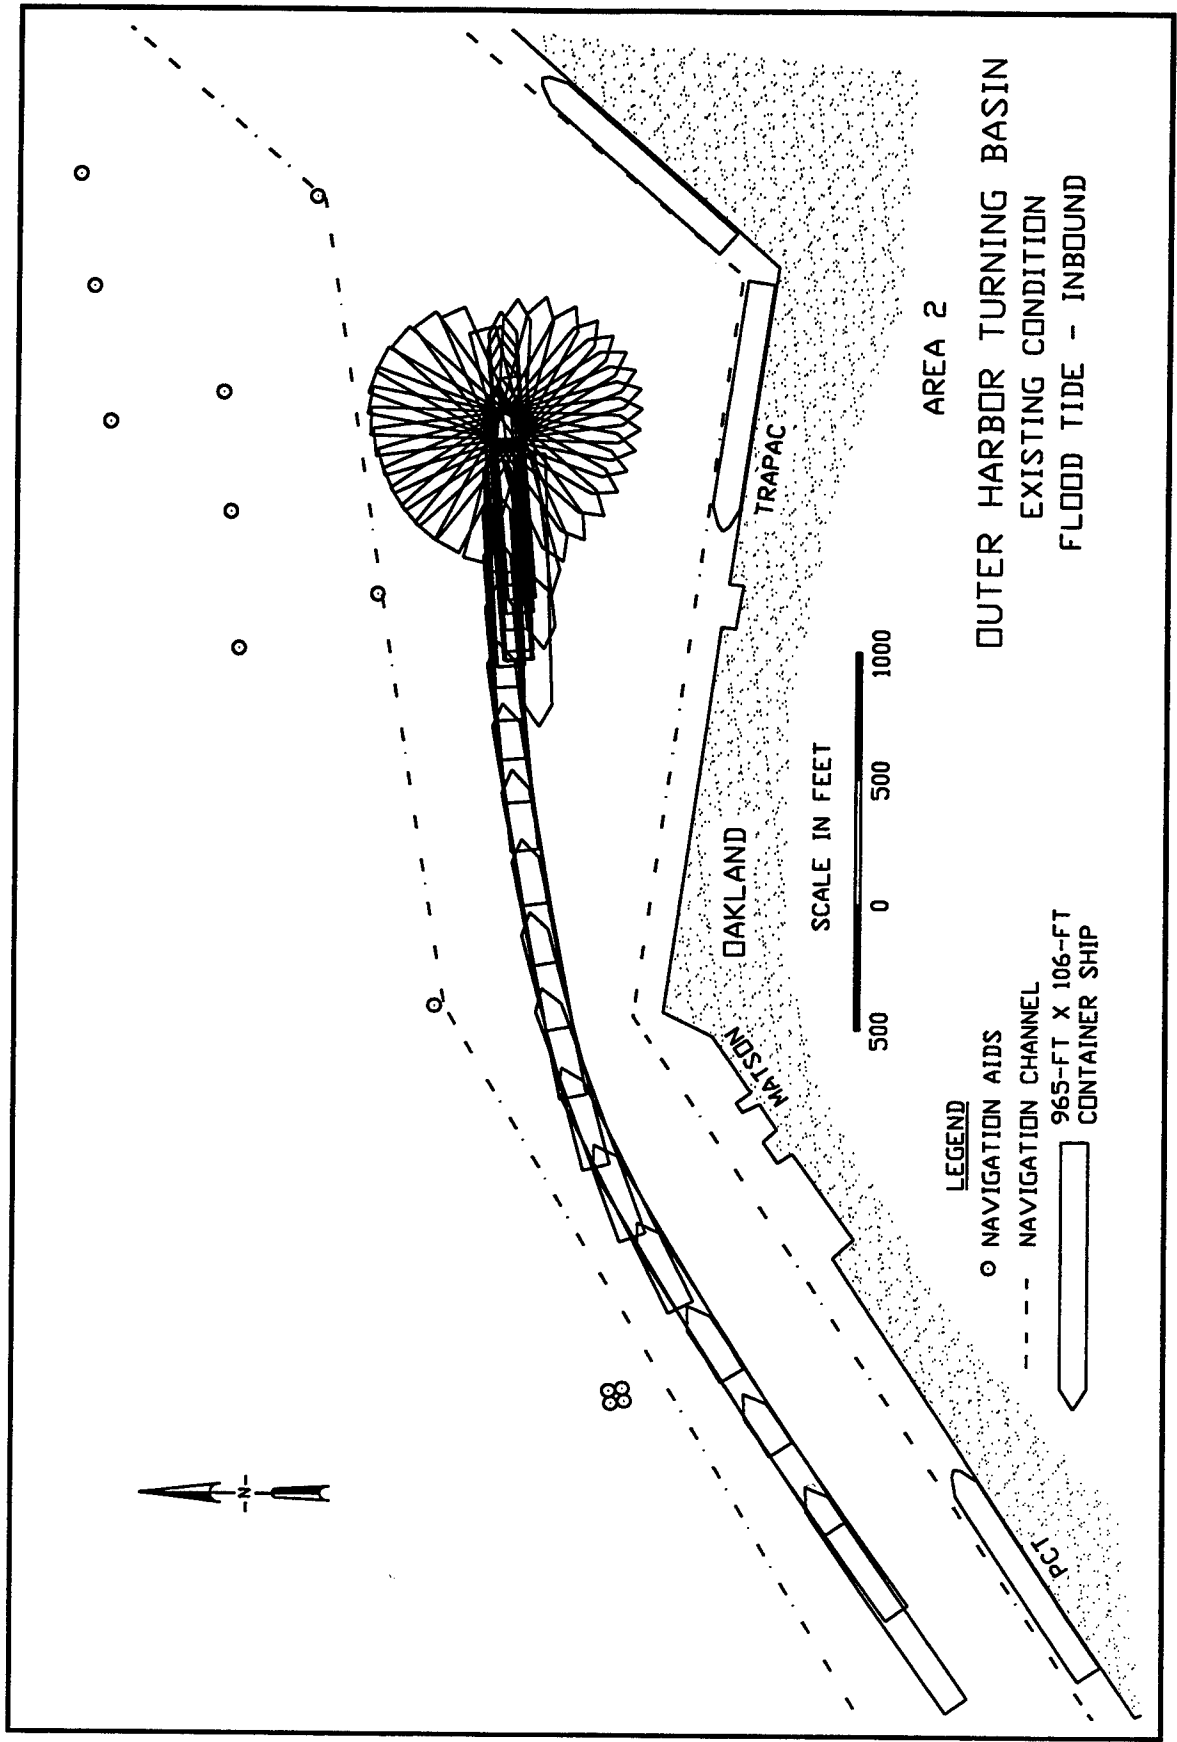 AREA 2
OUTER HARBOR TURNING BASIN
EXISTING CONDITION
FLOOD TIDE - INBOUND
TRAPAC
OAKLAND
MATSON
PCT
-N-
SCALE IN FEET
500 0 500 1000
LEGEND
NAVIGATION AIDS
NAVIGATION CHANNEL
965-FT X 106-FT
CONTAINER SHIP